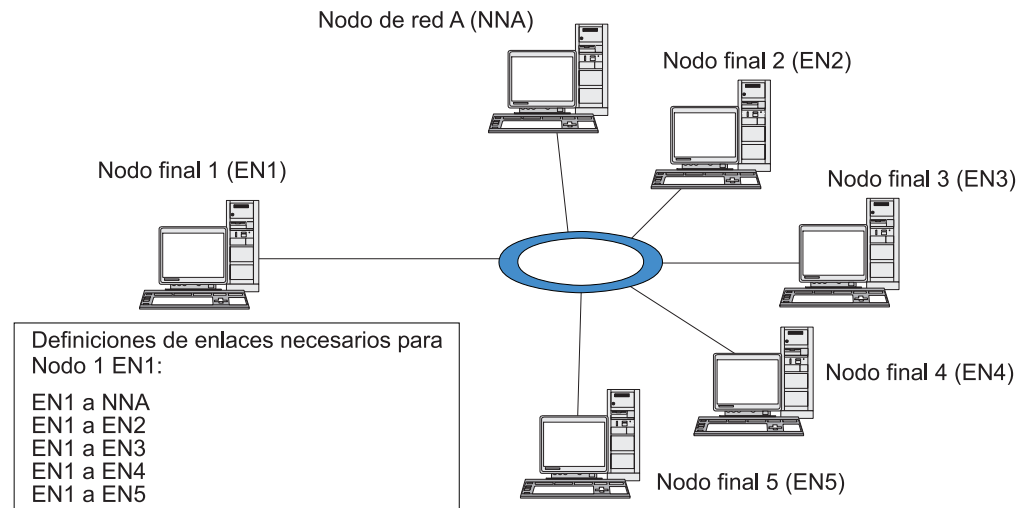 Nodo de red A (NNA)
Nodo final 2 (EN2)
Nodo final 1 (EN1)
Nodo final 3 (EN3)
Definiciones de enlaces necesarios para
Nodo 1 EN1:
EN1 a NNA
EN1 a EN2
EN1 a EN3
EN1 a EN4
EN1 a EN5
Nodo final 4 (EN4)
Nodo final 5 (EN5)